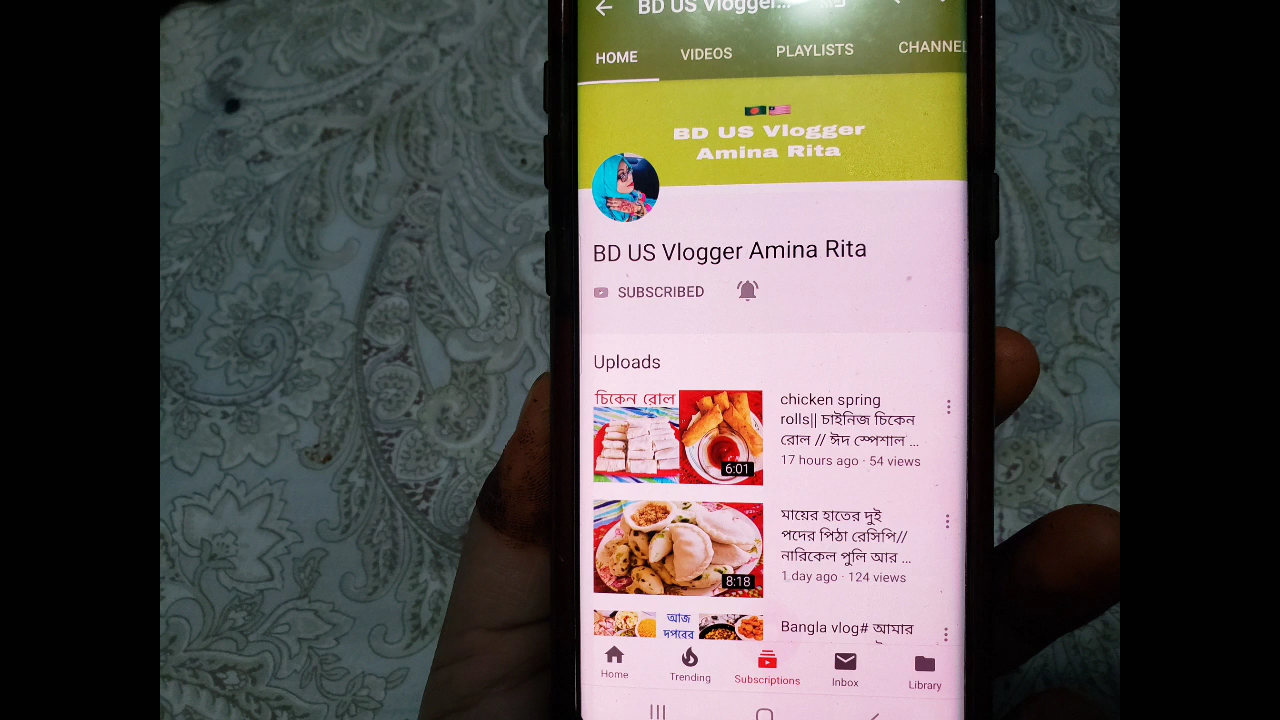 BD US Vlogger...
HOME VIDEOS PLAYLISTS CHANNEL
BD US Vlogger
Amina Rita
BD US Vlogger Amina Rita
SUBSCRIBED
Uploads
চিকেন রোল
6:01
chicken spring
rolls|| চাইনিজ চিকেন
রোল // ঈদ স্পেশাল ...
17 hours ago · 54 views
8:18
মায়ের হাতের দুই
পদের পিঠা রেসিপি//
নারিকেল পুলি আর ...
1 day ago · 124 views
আজ
দপরের
Bangla vlog# আমার
Home Trending Subscriptions Inbox Library